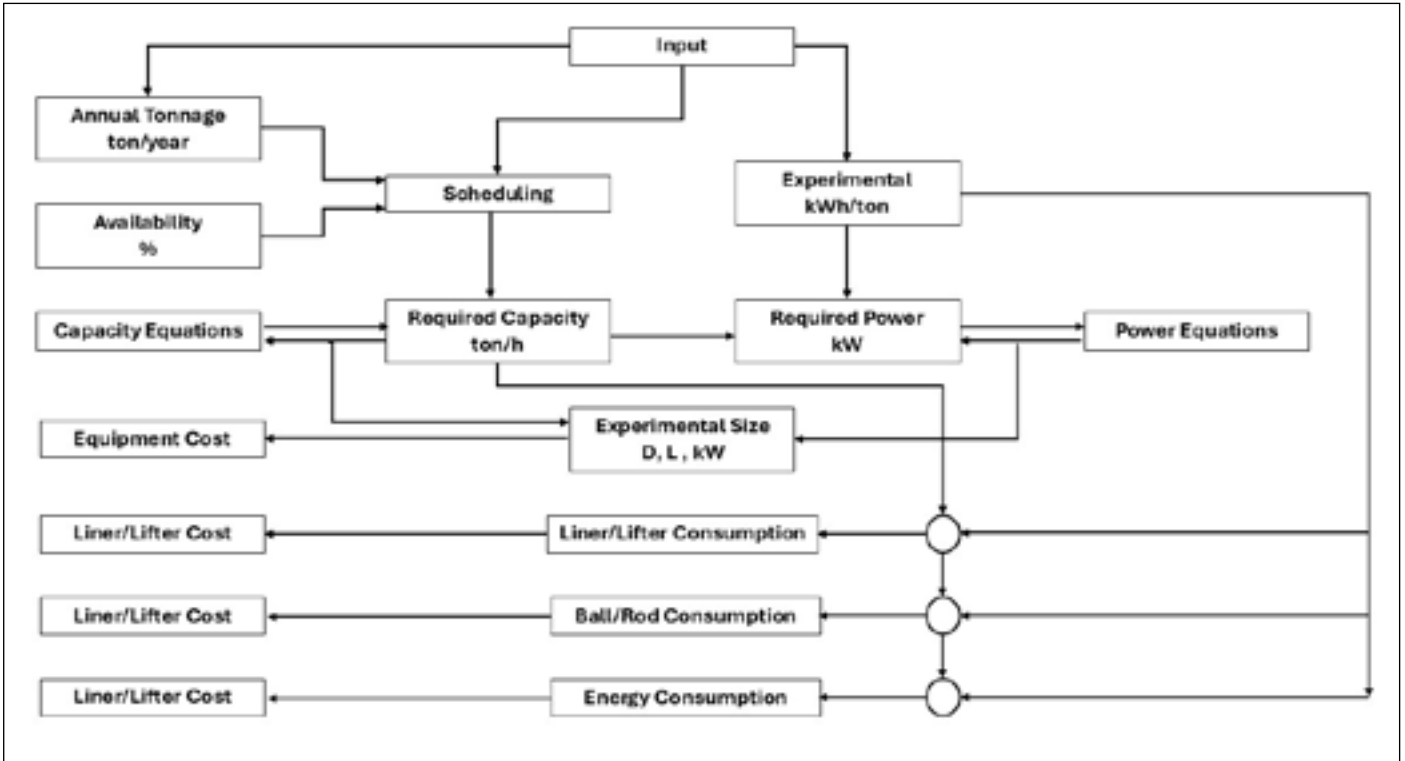 Input
Annual Tonnage
ton/year
Scheduling
Experimental
kWh/ton
Availability
%
Capacity Equations
Required Capacity
ton/h
Required Power
kW
Power Equations
Equipment Cost
Experimental Size
D, L , kW
Liner/Lifter Cost
Liner/Lifter Consumption
Liner/Lifter Cost
Ball/Rod Consumption
Liner/Lifter Cost
Energy Consumption